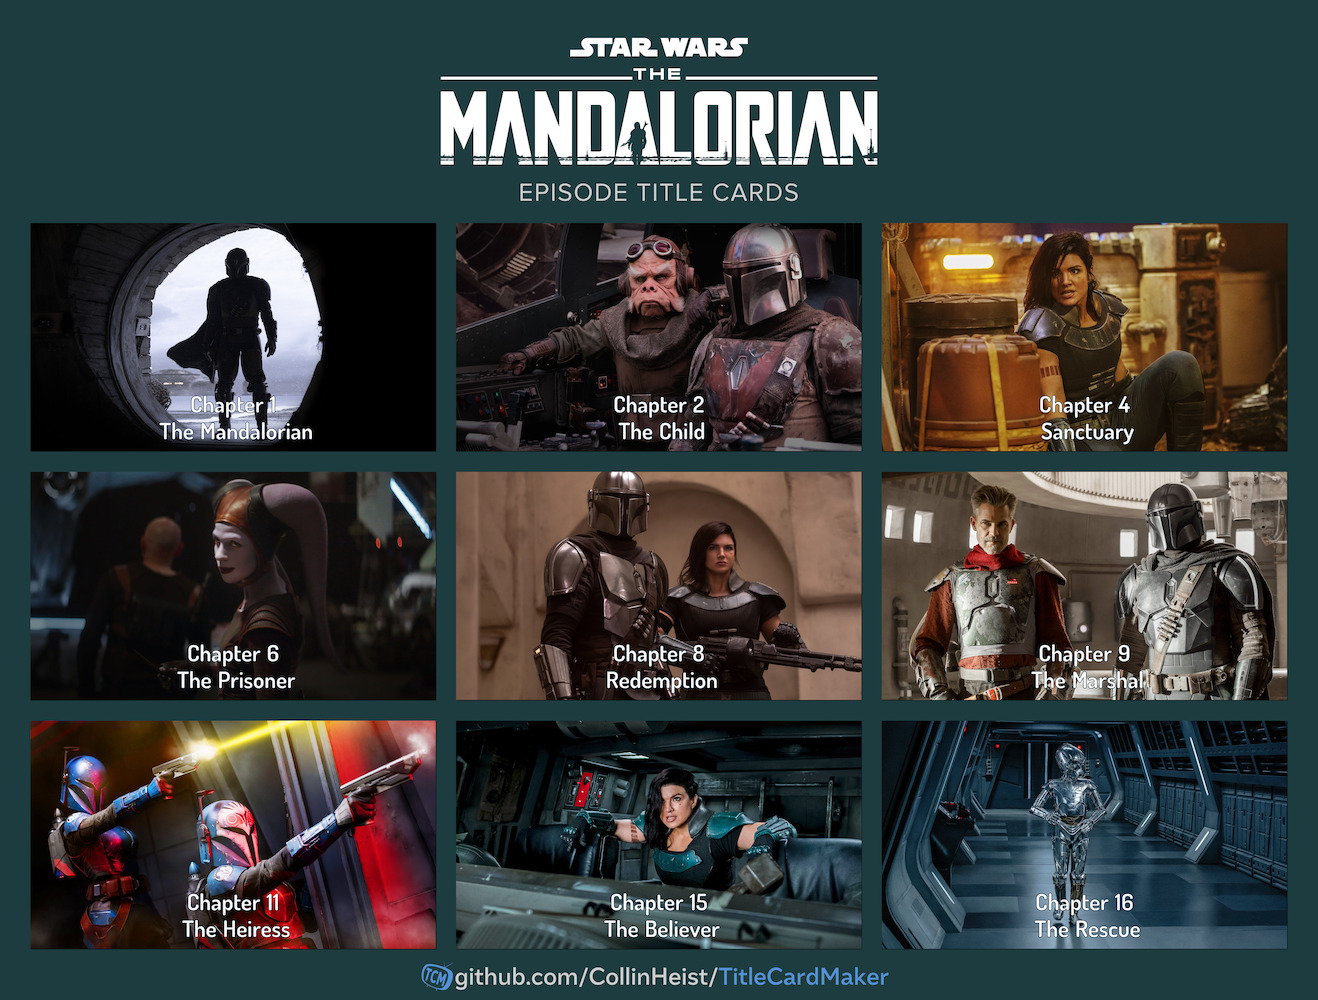 STAR WARS
THE
MANDALORIAN
EPISODE TITLE CARDS
Chapter 1
The Mandalorian
Chapter 2
The Child
Chapter 4
Sanctuary
Chapter 6
The Prisoner
Chapter 8
Redemption
Chapter 9
The Marshal
Chapter 11
The Heiress
Chapter 15
The Believer
Chapter 16
The Rescue
TCM github.com/CollinHeist/TitleCardMaker